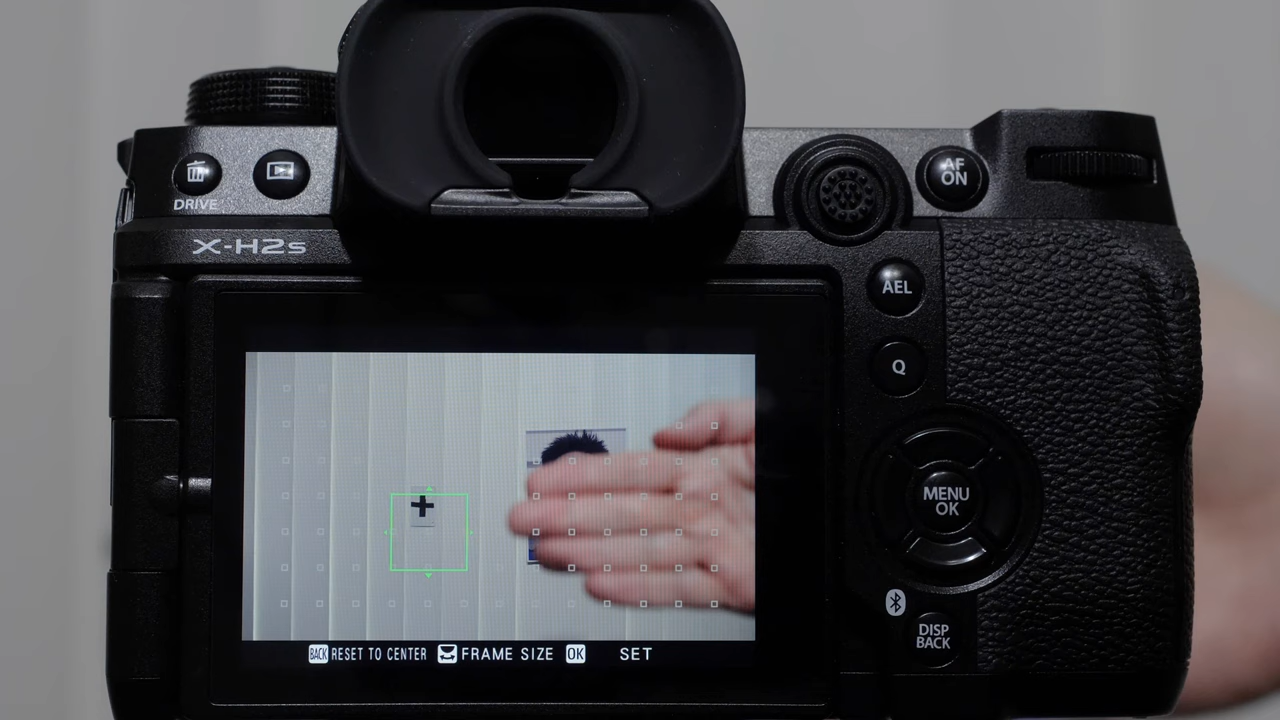 AF
ON
DRIVE
X-H2S
AEL
Q
MENU
OK
DISP
BACK
BACK RESET TO CENTER FRAME SIZE OK SET